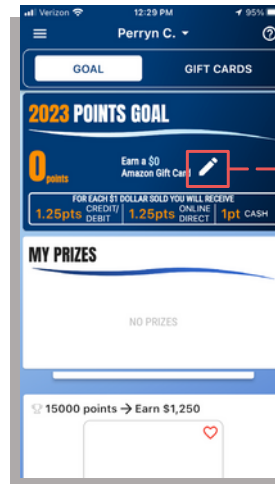 Verizon 12:29 PM 95%
Perryn C.
GOAL GIFT CARDS
2023 POINTS GOAL
0 points
Earn a $0
Amazon Gift Card
FOR EACH $1 DOLLAR SOLD YOU WILL RECEIVE
1.25pts CREDIT/ DEBIT 1.25pts ONLINE DIRECT 1pt CASH
MY PRIZES
NO PRIZES
15000 points → Earn $1,250